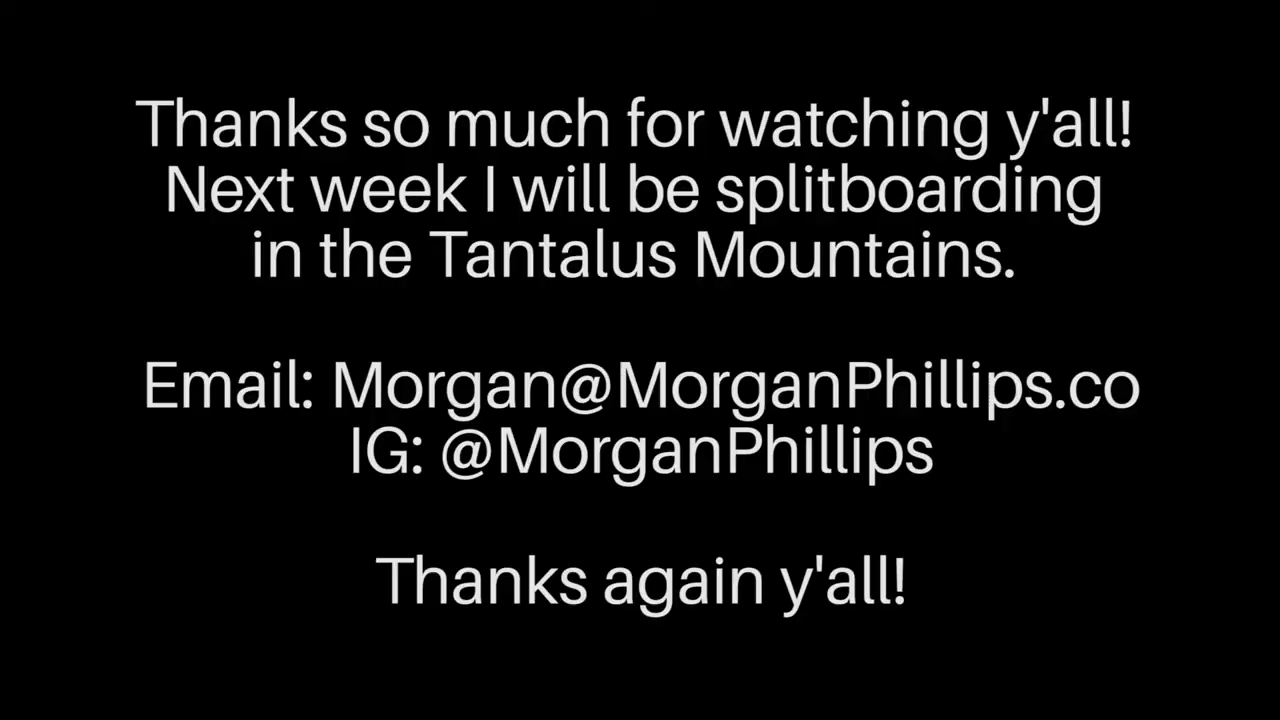 Thanks so much for watching y'all!
Next week I will be splitboarding
in the Tantalus Mountains.
Email: Morgan@MorganPhillips.co
IG: @MorganPhillips
Thanks again y'all!